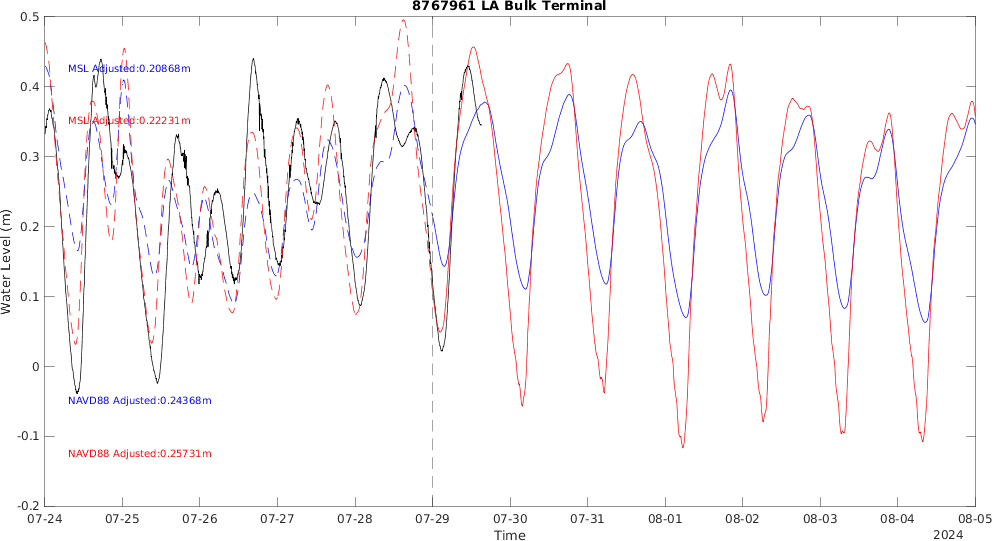 8767961 LA Bulk Terminal
0.5
0.4
0.3
0.2
0.1
0
-0.1
-0.2
Water Level (m)
MSL Adjusted:0.20868m
MSL Adjusted:0.22231m
NAVD88 Adjusted:0.24368m
NAVD88 Adjusted:0.25731m
07-24 07-25 07-26 07-27 07-28 07-29 07-30 07-31 08-01 08-02 08-03 08-04 08-05
Time
2024